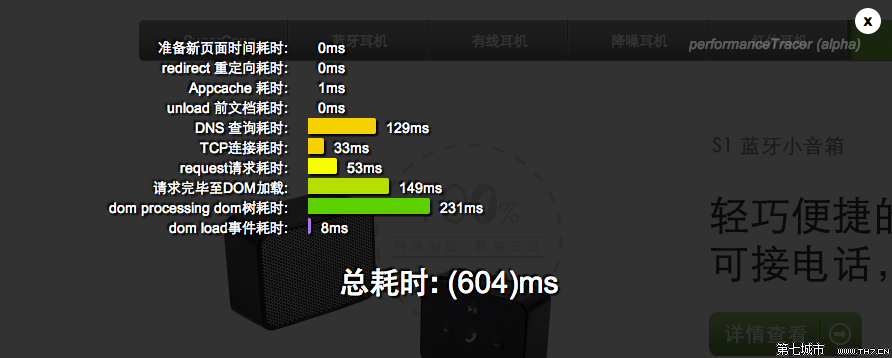 蓝牙耳机 有线耳机 降噪耳机
x
performanceTracer (alpha)
准备新页面时间耗时: 0ms
redirect 重定向耗时: 0ms
Appcache 耗时: 1ms
unload 前文档耗时: 0ms
DNS 查询耗时: 129ms
TCP连接耗时: 33ms
request请求耗时: 53ms
请求完毕至DOM加载: 149ms
dom processing dom树耗时: 231ms
dom load事件耗时: 8ms
总耗时: (604)ms
S1 蓝牙小音箱
轻巧便捷的
可接电话，
详情查看
第七城市 WWW.TH7.CN